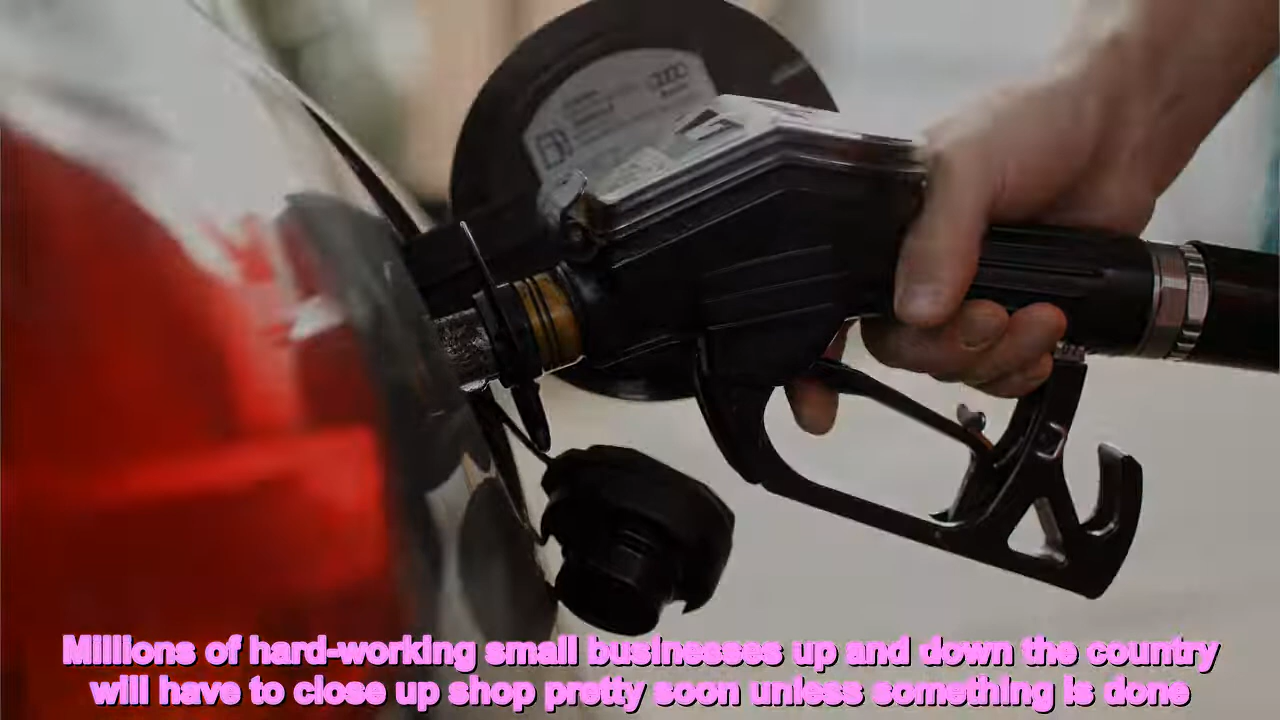 Millions of hard-working small businesses up and down the country
will have to close up shop pretty soon unless something is done